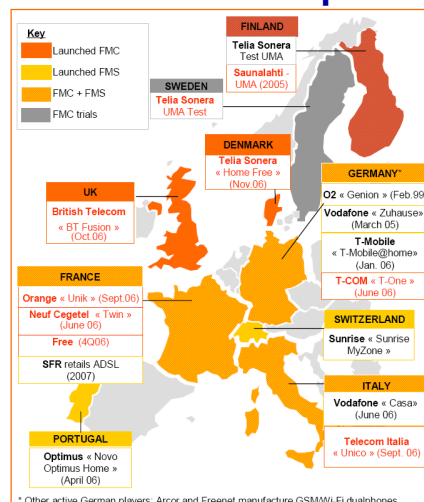 Key
Launched FMC
Launched FMS
FMC + FMS
FMC trials
FINLAND
Telia Sonera
Test UMA
Saunalahti -
UMA (2005)
SWEDEN
Telia Sonera
UMA Test
DENMARK
Telia Sonera
« Home Free »
(Nov.06)
UK
British Telecom
« BT Fusion »
(Oct.06)
GERMANY*
O2 « Genion » (Feb.99
Vodafone « Zuhause»
(March 05)
T-Mobile
« T-Mobile@home»
(Jan. 06)
T-COM « T-One »
(June 06)
FRANCE
Orange « Unik » (Sept.06)
Neuf Cegetel « Twin »
(June 06)
Free (4Q06)
SFR retails ADSL
(2007)
SWITZERLAND
Sunrise « Sunrise
MyZone »
ITALY
Vodafone « Casa»
(June 06)
Telecom Italia
« Unico » (Sept. 06)
PORTUGAL
Optimus « Novo
Optimus Home »
(April 06)
* Other active German players: Arcor and Freenet manufacture GSM/Wi-Fi dualphones